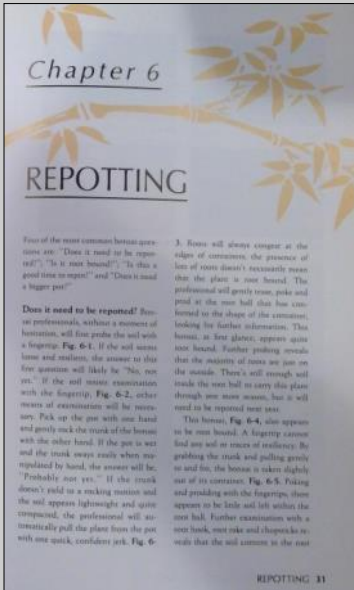 Chapter 6
REPOTTING
Four of the most common bonsai ques-
tions are: "Does it need to be repot-
ted?"; "Is it root bound?"; "Is this a
good time to repot?" and "Does it need
a bigger pot?"
Does it need to be repotted? Bon-
sai professionals, without a moment of
hesitation, will first probe the soil with
a fingertip, Fig. 6-1. If the soil seems
loose and resilient, the answer to this
first question will likely be "No, not
yet." If the soil resists examination
with the fingertip, Fig. 6-2, other
means of examination will be neces-
sary. Pick up the pot with one hand
and gently rock the trunk of the bonsai
with the other hand. If the pot is wet
and the trunk sways easily when ma-
nipulated by hand, the answer will be,
"Probably not yet." If the trunk
doesn't yield to a rocking motion and
the soil appears lightweight and quite
compacted, the professional will au-
tomatically pull the plant from the pot
with one quick, confident jerk. Fig. 6-
3. Roots will always congest at the
edges of containers; the presence of
lots of roots doesn't necessarily mean
that the plant is root bound. The
professional will gently tease, poke and
prod at the root ball that has con-
formed to the shape of the container,
looking for further information. This
bonsai, at first glance, appears quite
root bound. Further probing reveals
that the majority of roots are just on
the outside. There's still enough soil
inside the root ball to carry this plant
through one more season, but it will
need to be repotted next year.
This bonsai, Fig. 6-4, also appears
to be root bound. A fingertip cannot
find any soil or traces of resiliency. By
grabbing the trunk and pulling gently
to and fro, the bonsai is taken slightly
out of its container. Fig. 6-5. Poking
and prodding with the fingertips, there
appears to be little soil left within the
root ball. Further examination with a
root hook, root rake and chopsticks re-
veals that the soil content in the root
REPOTTING 31